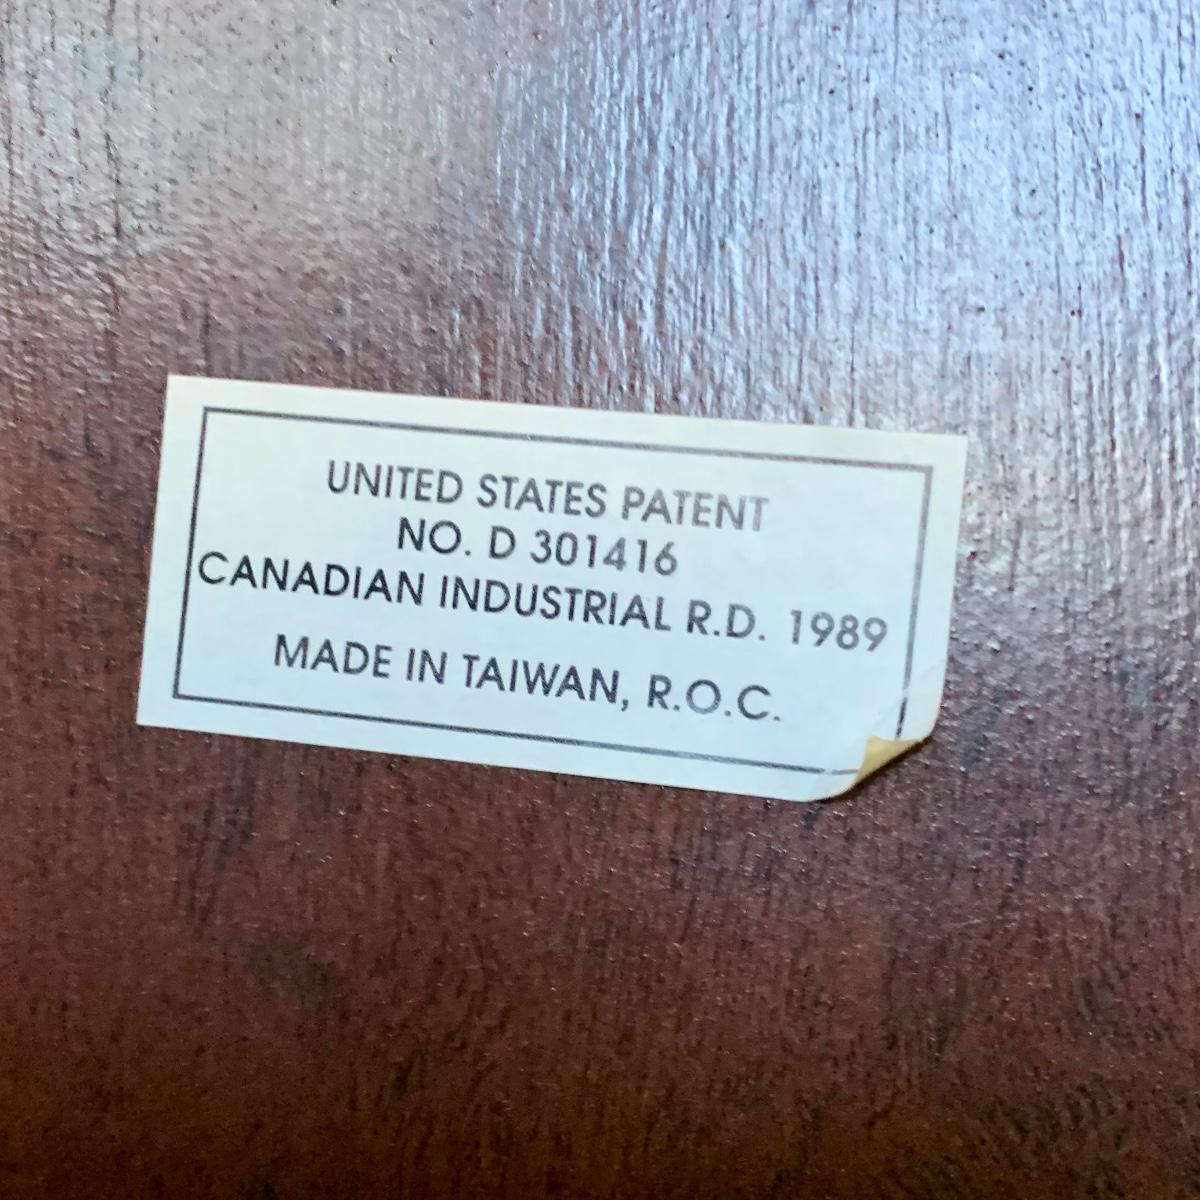 UNITED STATES PATENT
NO. D 301416
CANADIAN INDUSTRIAL R.D. 1989
MADE IN TAIWAN, R.O.C.